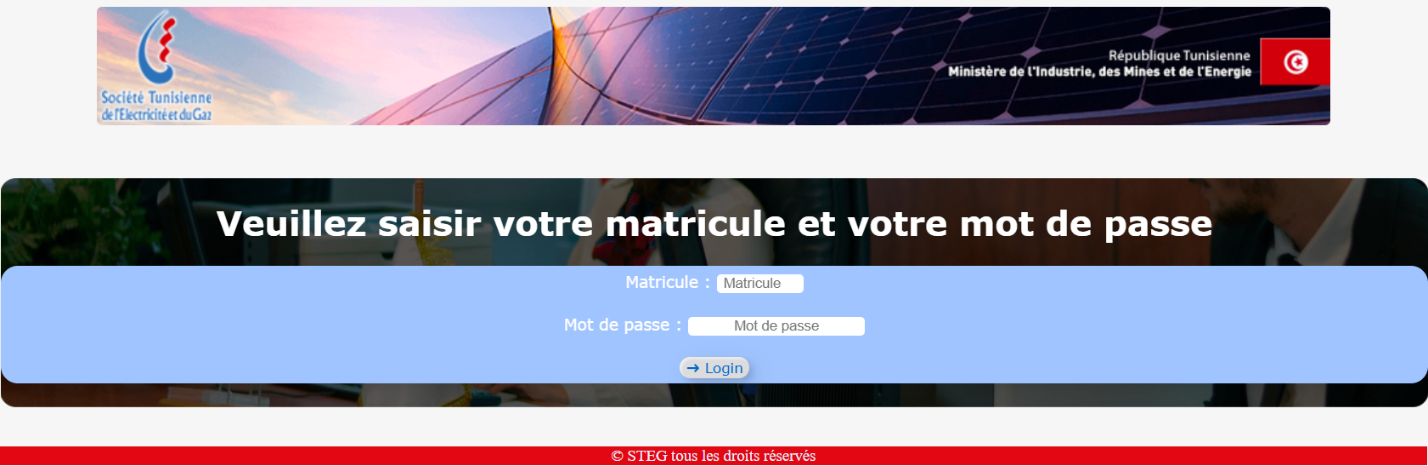 Société Tunisienne
de l'Electricité et du Gaz
République Tunisienne
Ministère de l'Industrie, des Mines et de l'Energie
Veuillez saisir votre matricule et votre mot de passe
Matricule : Matricule
Mot de passe : Mot de passe
➜ Login
© STEG tous les droits réservés